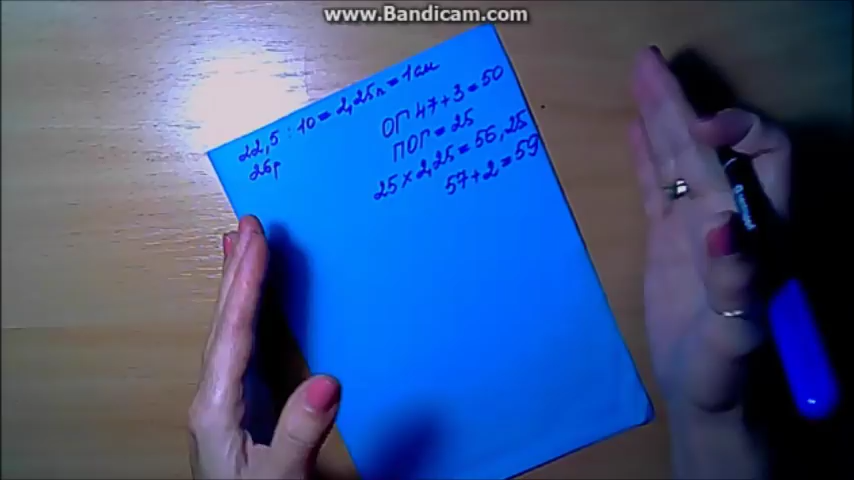 www.Bandicam.com
22,5 : 10 = 2,25п = 1см
26р
ОГ 47+3=50
ПОГ = 25
25 × 2,25 = 56,25
57+2=59